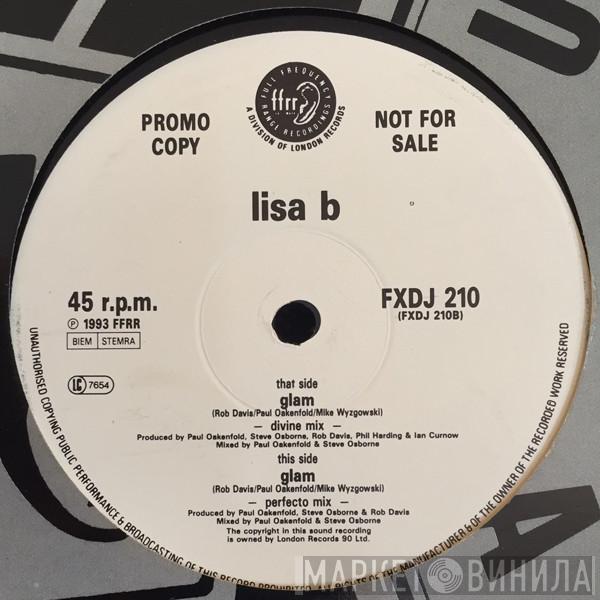 FULL FREQUENCY
ffrr
RANGE RECORDINGS
A DIVISION OF LONDON RECORDS
PROMO
COPY
NOT FOR
SALE
lisa b
45 r.p.m.
℗ 1993 FFRR
BIEM STEMRA
LC 7654
FXDJ 210
(FXDJ 210B)
that side
glam
(Rob Davis/Paul Oakenfold/Mike Wyzgowski)
— divine mix —
Produced by Paul Oakenfold, Steve Osborne, Rob Davis, Phil Harding & Ian Curnow
Mixed by Paul Oakenfold & Steve Osborne
this side
glam
(Rob Davis/Paul Oakenfold/Mike Wyzgowski)
— perfecto mix —
Produced by Paul Oakenfold, Steve Osborne & Rob Davis
Mixed by Paul Oakenfold & Steve Osborne
The copyright in this sound recording
is owned by London Records 90 Ltd.
UNAUTHORISED COPYING PUBLIC PERFORMANCE & BROADCASTING OF THIS RECORD PROHIBITED. ALL RIGHTS OF THE MANUFACTURER & OF THE OWNER OF THE RECORDED WORK RESERVED
МАРКЕТ ВИНИЛА